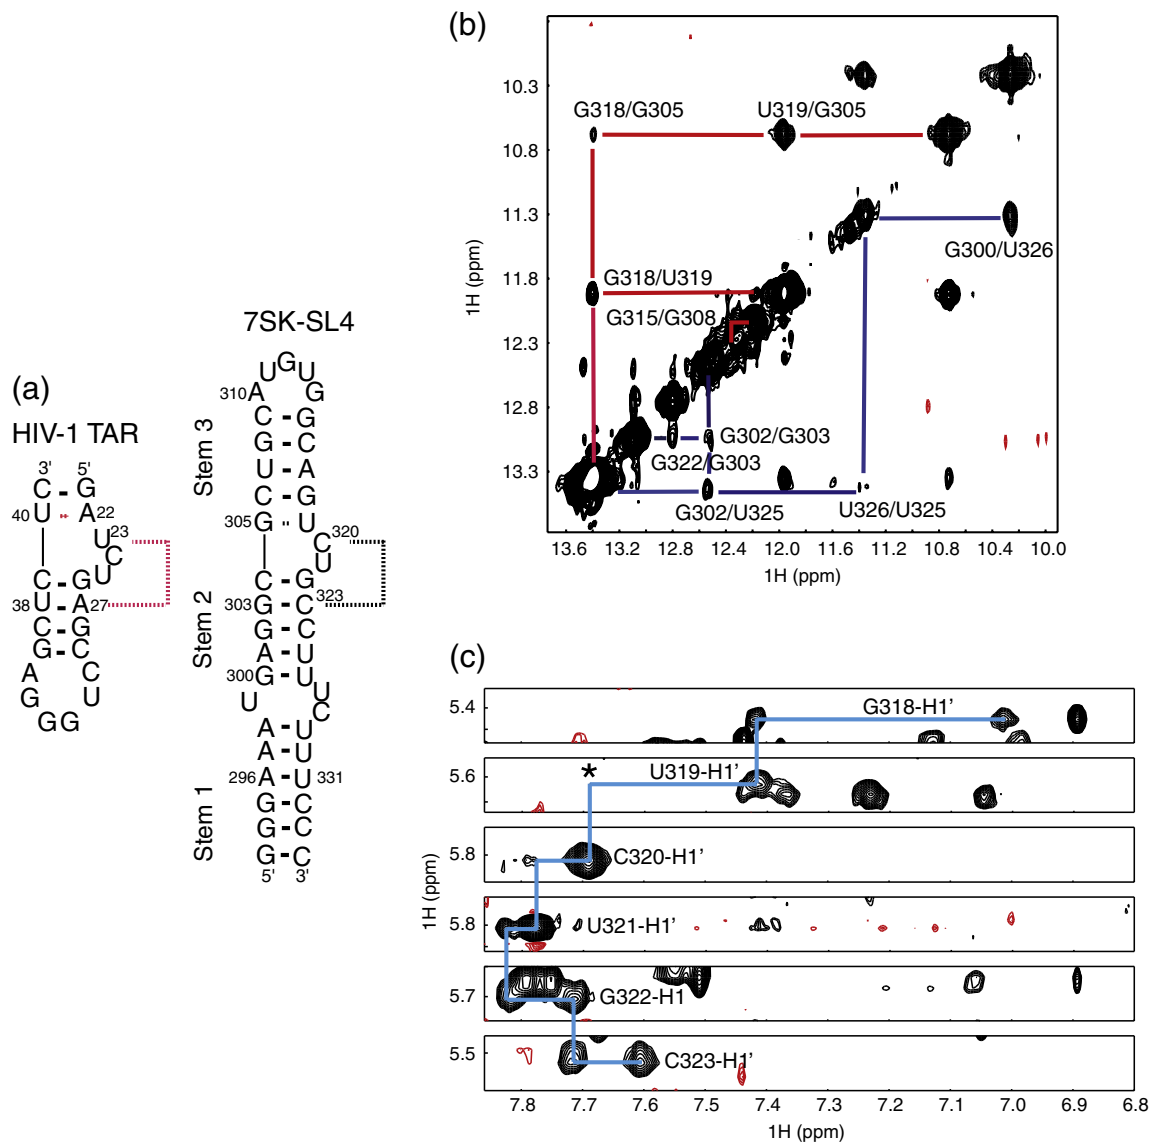 (a)
HIV-1 TAR
3' 5'
C G
40 U A 22
U 23
C
U
C G
38 U A 27
C G
G C
A C
G U
G G
7SK-SL4
Stem 3
Stem 2
Stem 1
U G U
310 A G
C G
G C
U A
C G
305 G U
C 320
U
C G
303 G C 323
G C
A U
300 G U
U U
C
A U
A U
296 A U 331
G C
G C
G C
5' 3'
(b)
10.3
10.8
11.3
11.8
12.3
12.8
13.3
1H (ppm)
G318/G305
U319/G305
G300/U326
G318/U319
G315/G308
G302/G303
G322/G303
G302/U325
U326/U325
13.6 13.2 12.8 12.4 12.0 11.6 11.2 10.8 10.4 10.0
1H (ppm)
(c)
5.4
G318-H1'
5.6
*
U319-H1'
5.8
C320-H1'
5.8
U321-H1'
5.7
G322-H1
5.5
C323-H1'
1H (ppm)
7.8 7.7 7.6 7.5 7.4 7.3 7.2 7.1 7.0 6.9 6.8
1H (ppm)